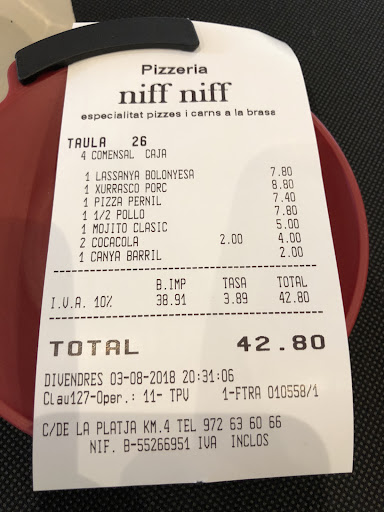 Pizzeria
niff niff
especialitat pizzes i carns a la brasa
TAULA 26
4 COMENSAL CAJA
1 LASSANYA BOLONYESA 7.80
1 XURRASCO PORC 8.80
1 PIZZA PERNIL 7.40
1 1/2 POLLO 7.80
1 MOJITO CLASIC 5.00
2 COCACOLA 2.00 4.00
1 CANYA BARRIL 2.00
B.IMP TASA TOTAL
I.V.A. 10% 38.91 3.89 42.80
TOTAL 42.80
DIVENDRES 03-08-2018 20:31:06
Clau127-Oper.: 11- TPV 1-FTRA 010558/1
C/DE LA PLATJA KM.4 TEL 972 63 60 66
NIF. B-55266951 IVA INCLOS